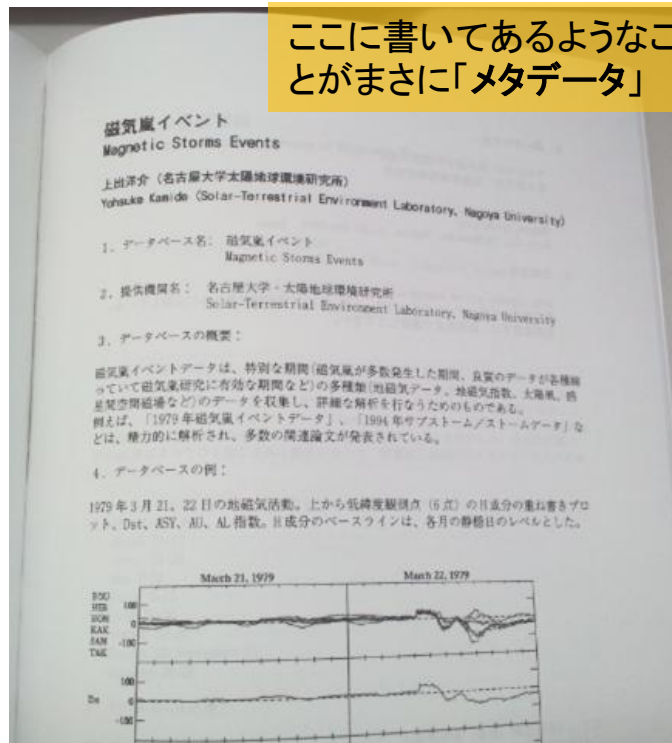 ここに書いてあるようなこ
とがまさに「メタデータ」
磁気嵐イベント
Magnetic Storms Events
上出洋介（名古屋大学太陽地球環境研究所）
Yohsuke Kamide (Solar-Terrestrial Environment Laboratory, Nagoya University)
1. データベース名： 磁気嵐イベント
Magnetic Storms Events
2. 提供機関名： 名古屋大学・太陽地球環境研究所
Solar-Terrestrial Environment Laboratory, Nagoya University
3. データベースの概要：
磁気嵐イベントデータは、特別な期間(磁気嵐が多数発生した期間、良質のデータが各種揃
っていて磁気嵐研究に有効な期間など)の多種類(地磁気データ、地磁気指数、太陽風、惑
星間空間磁場など)のデータを収集し、詳細な解析を行なうためのものである。
例えば、「1979年磁気嵐イベントデータ」、「1994年サブストーム／ストームデータ」な
どは、精力的に解析され、多数の関連論文が発表されている。
4. データベースの例：
1979年3月21、22日の地磁気活動。上から低緯度観測点（6点）のH成分の重ね書きプロ
ット、Dst、ASY、AU、AL指数。H成分のベースラインは、各月の静穏日のレベルとした。
March 21, 1979 March 22, 1979
BOU
HER
HON
KAK
SAM
TAK
100
0
-100
100
0
-100